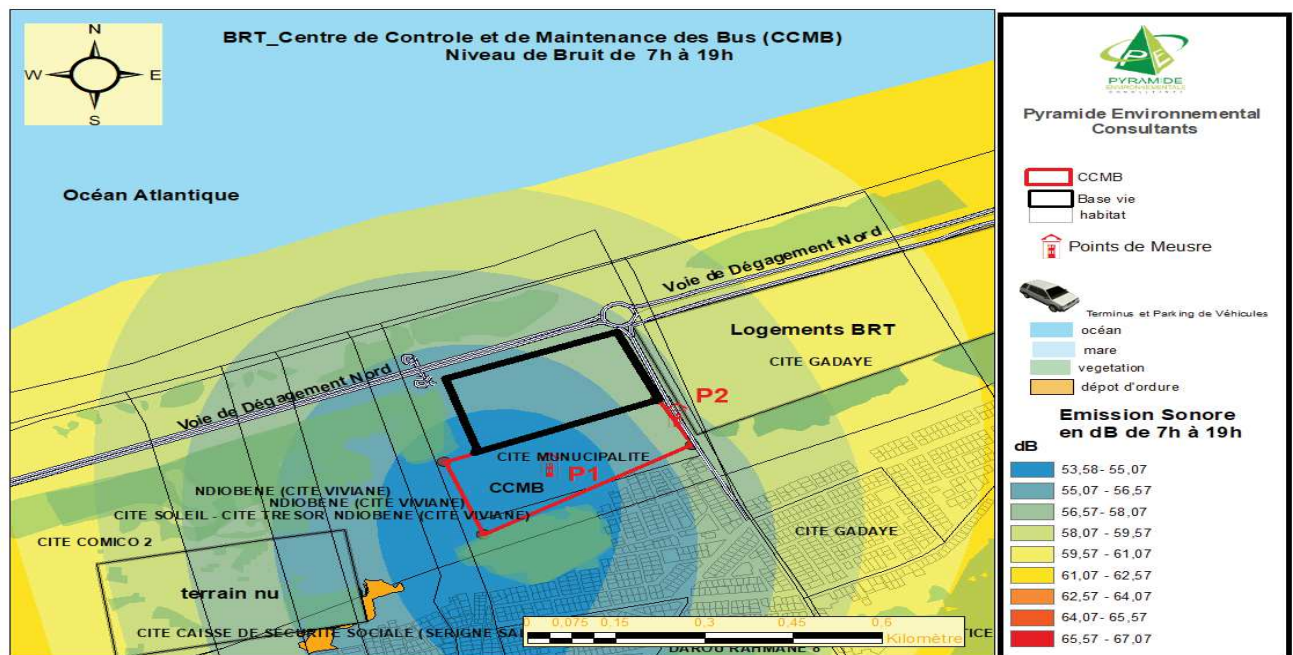 BRT_Centre de Controle et de Maintenance des Bus (CCMB)
Niveau de Bruit de 7h à 19h
N
W
E
S
Océan Atlantique
Voie de Dégagement Nord
Logements BRT
CITE GADAYE
Voie de Dégagement Nord
P2
CITE MUNUCIPALITE
P1
CCMB
NDIOBENE (CITE VIVIANE)
NDIOBENE (CITE VIVIANE)
CITE SOLEIL - CITE TRESOR NDIOBENE (CITE VIVIANE)
CITE COMICO 2
CITE GADAYE
terrain nu
CITE CAISSE DE SECURITE SOCIALE (SERIGNE
DAROU RAHMANE
0 0,075 0,15 0,3 0,45 0,6
Kilomètre
PE
PYRAMIDE
ENVIRONNEMENTALE
CONSULTANTS
Pyramide Environnemental
Consultants
CCMB
Base vie
habitat
Points de Meusre
Terminus et Parking de Véhicules
océan
mare
vegetation
dépot d'ordure
Emission Sonore
en dB de 7h à 19h
dB
53,58- 55,07
55,07 - 56,57
56,57 - 58,07
58,07 - 59,57
59,57 - 61,07
61,07 - 62,57
62,57 - 64,07
64,07- 65,57
65,57 - 67,07